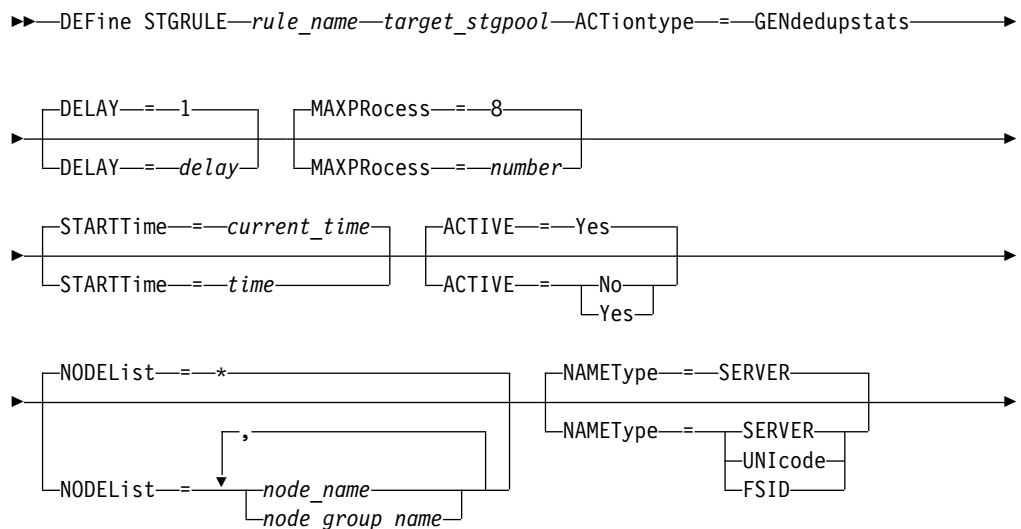 DEFine STGRULE rule_name target_stgpool ACTiontype = GENdedupstats
DELAY = 1 MAXPRocess = 8
DELAY = delay MAXPRocess = number
STARTTime = current_time ACTIVE = Yes
STARTTime = time ACTIVE = No
Yes
NODEList = * NAMEType = SERVER
, NAMEType = SERVER
UNIcode
NODEList = node_name FSID
node_group_name